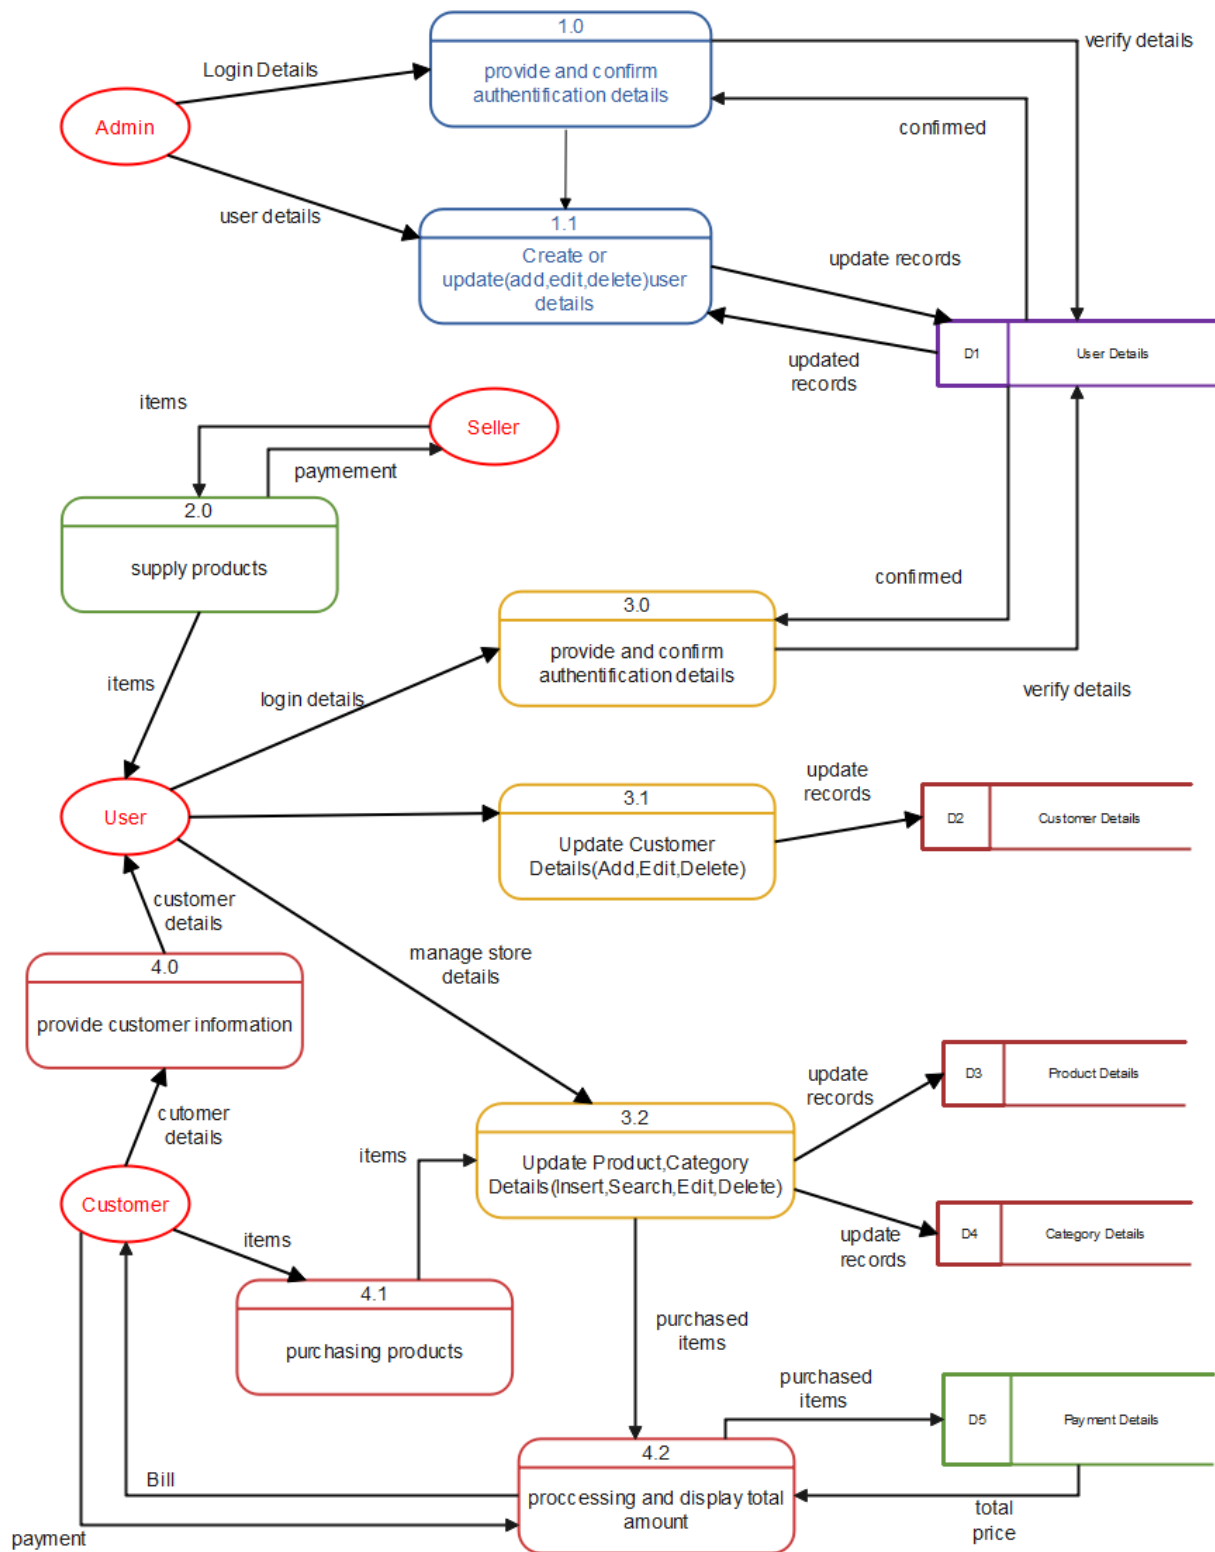 1.0
verify details
Login Details
provide and confirm
authentification details
Admin
confirmed
user details
1.1
Create or
update(add,edit,delete)user
details
update records
D1
User Details
updated
records
items
Seller
paymement
2.0
supply products
confirmed
3.0
provide and confirm
authentification details
items
login details
verify details
update
records
3.1
User
D2
Customer Details
Update Customer
Details(Add,Edit,Delete)
customer
details
manage store
details
4.0
provide customer information
update
records
D3
Product Details
cutomer
details
3.2
items
Update Product,Category
Details(Insert,Search,Edit,Delete)
Customer
items
update
records
D4
Category Details
4.1
purchasing products
purchased
items
purchased
items
D5
Payment Details
4.2
Bill
proccessing and display total
amount
total
price
payment